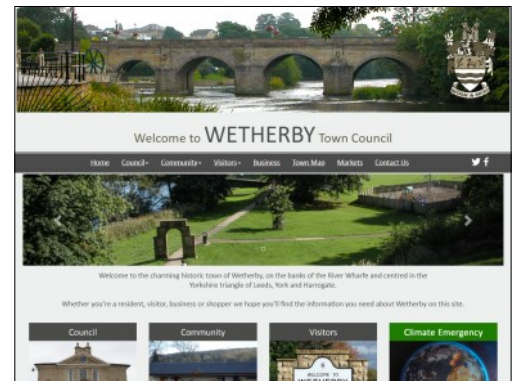 Welcome to WETHERBY Town Council
Home Council Community Visitors Business Town Map Markets Contact Us
Welcome to the charming historic town of Wetherby, on the banks of the River Wharfe and centred in the
Yorkshire triangle of Leeds, York and Harrogate.
Whether you're a resident, visitor, business or shopper we hope you'll find the information you need about Wetherby on this site.
Council Community Visitors Climate Emergency
WELCOME TO
WETHERBY